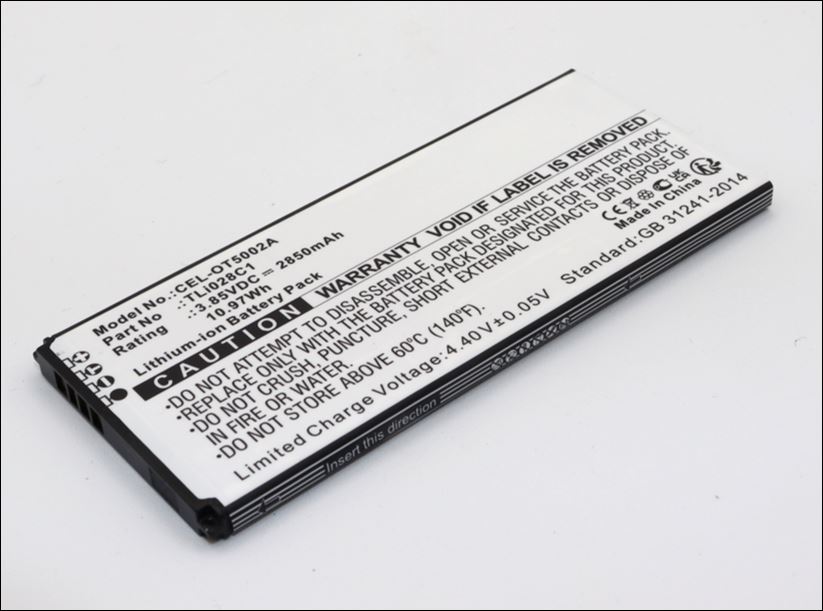 Model No.: CEL-OT5002A
Part No : TLi028C1
Rating : 3.85VDC⎓ 2850mAh
10.97Wh
Lithium-ion Battery Pack
CAUTION WARRANTY VOID IF LABEL IS REMOVED
•DO NOT ATTEMPT TO DISASSEMBLE, OPEN OR SERVICE BATTERY PACK.
•REPLACE ONLY WITH THE BATTERY PACK DESIGNATED FOR THIS PRODUCT
•DO NOT CRUSH, PUNCTURE, SHORT EXTERNAL CONTACTS OR DISPOSE OF
IN FIRE OR WATER.
•DO NOT STORE ABOVE 60°C (140°F)
CE
Made in China
Limited Charge Voltage: 4.40V±0.05V
Standard:GB 31241-2014
Insert this direction